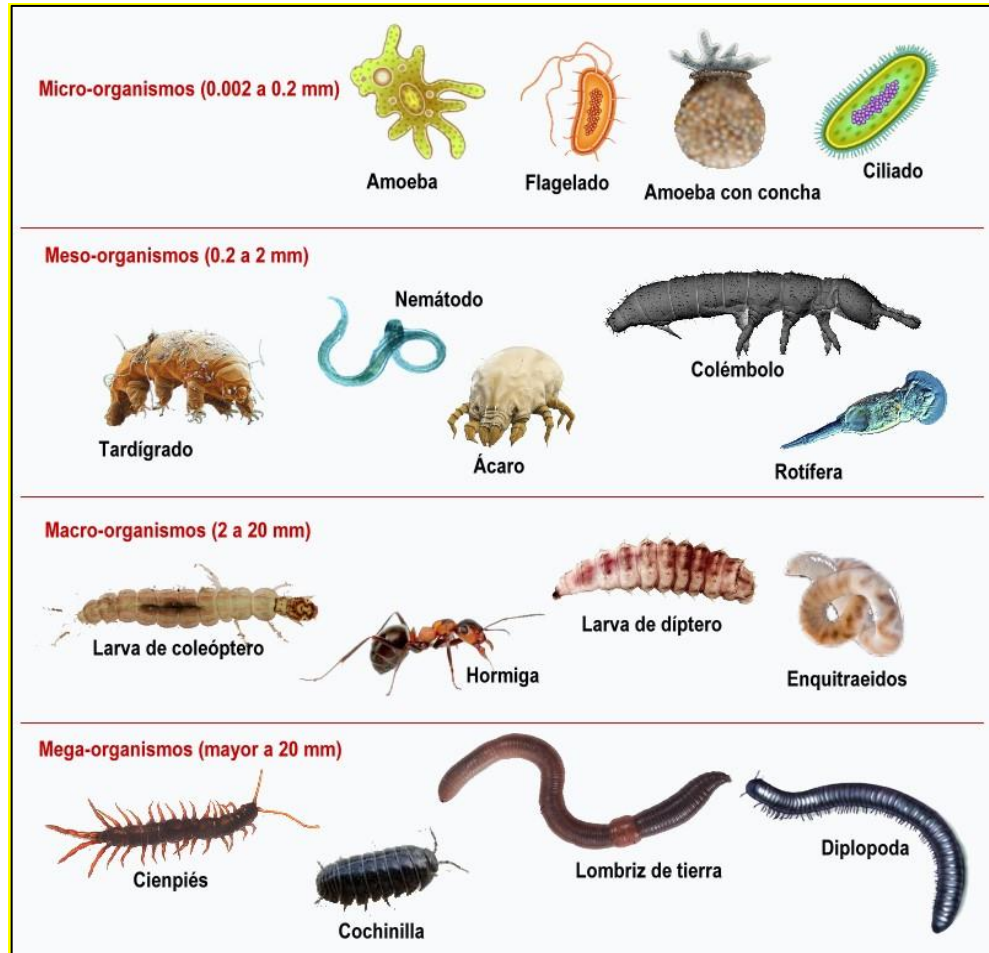 Micro-organismos (0.002 a 0.2 mm)
Amoeba
Flagelado
Amoeba con concha
Ciliado
Meso-organismos (0.2 a 2 mm)
Nemátodo
Colémbolo
Tardígrado
Ácaro
Rotífera
Macro-organismos (2 a 20 mm)
Larva de coleóptero
Hormiga
Larva de díptero
Enquitraeidos
Mega-organismos (mayor a 20 mm)
Cienpiés
Cochinilla
Lombriz de tierra
Diplopoda